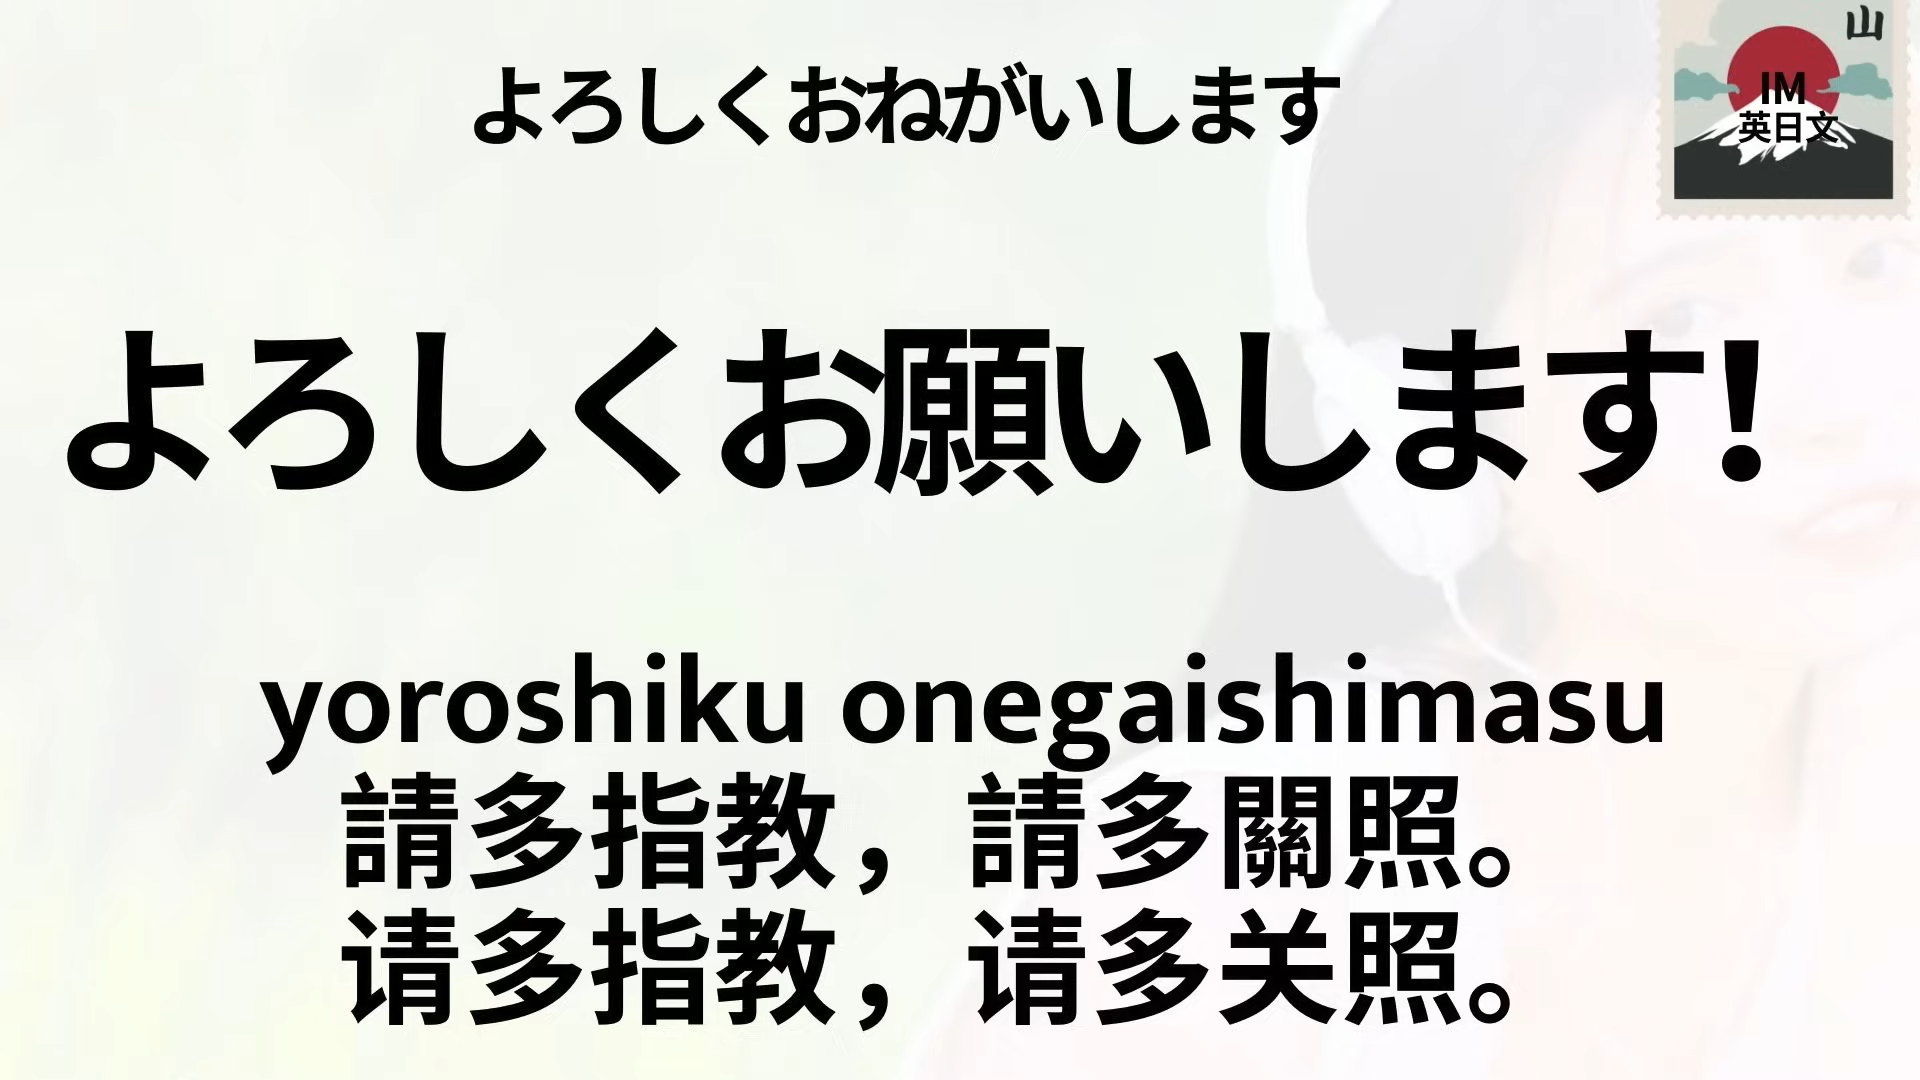 よろしくおねがいします
山
IM
英日文
よろしくお願いします!
yoroshiku onegaishimasu
請多指教，請多關照。
请多指教，请多关照。